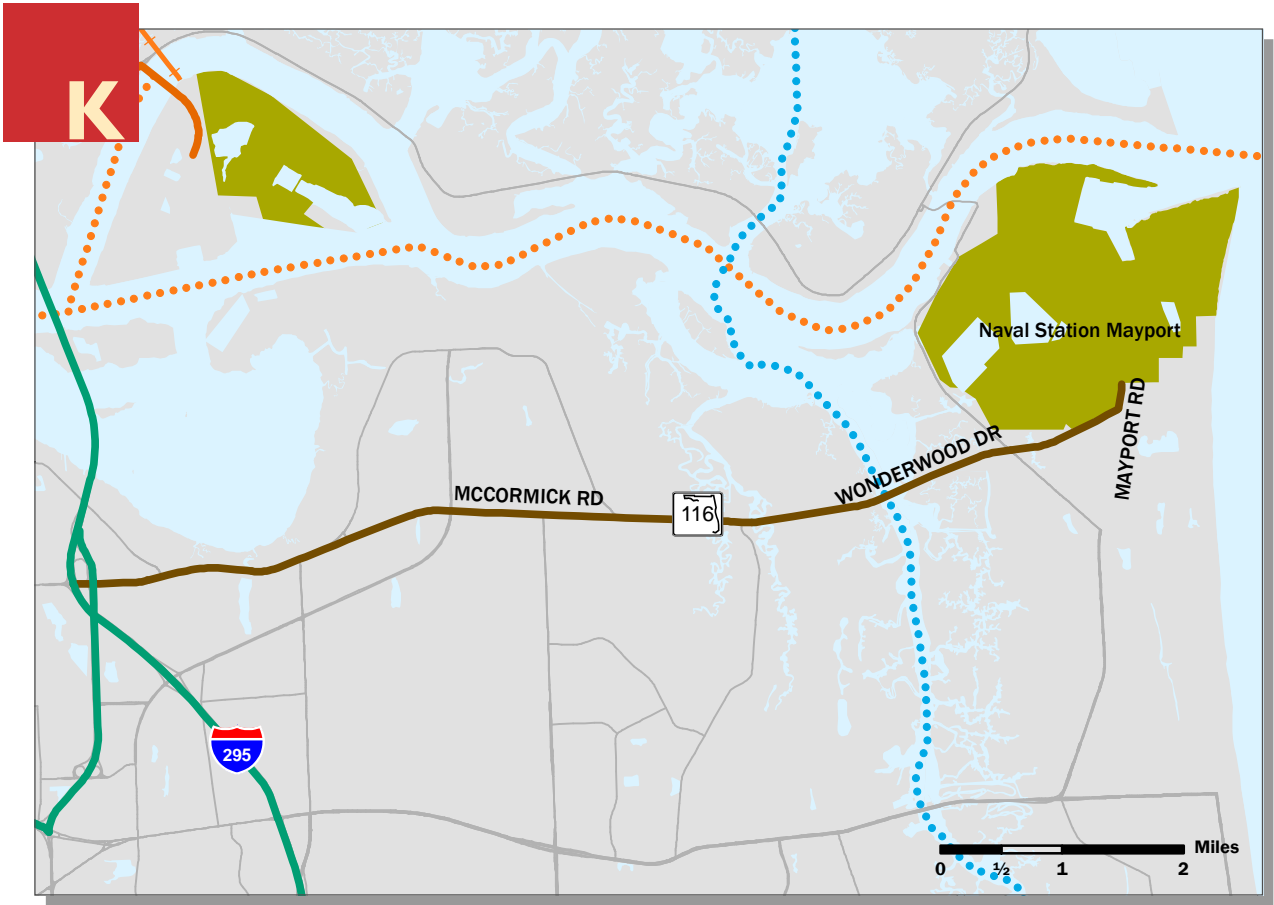 K
Naval Station Mayport
MAYPORT RD
WONDERWOOD DR
MCCORMICK RD
116
295
Miles
0 ½ 1 2